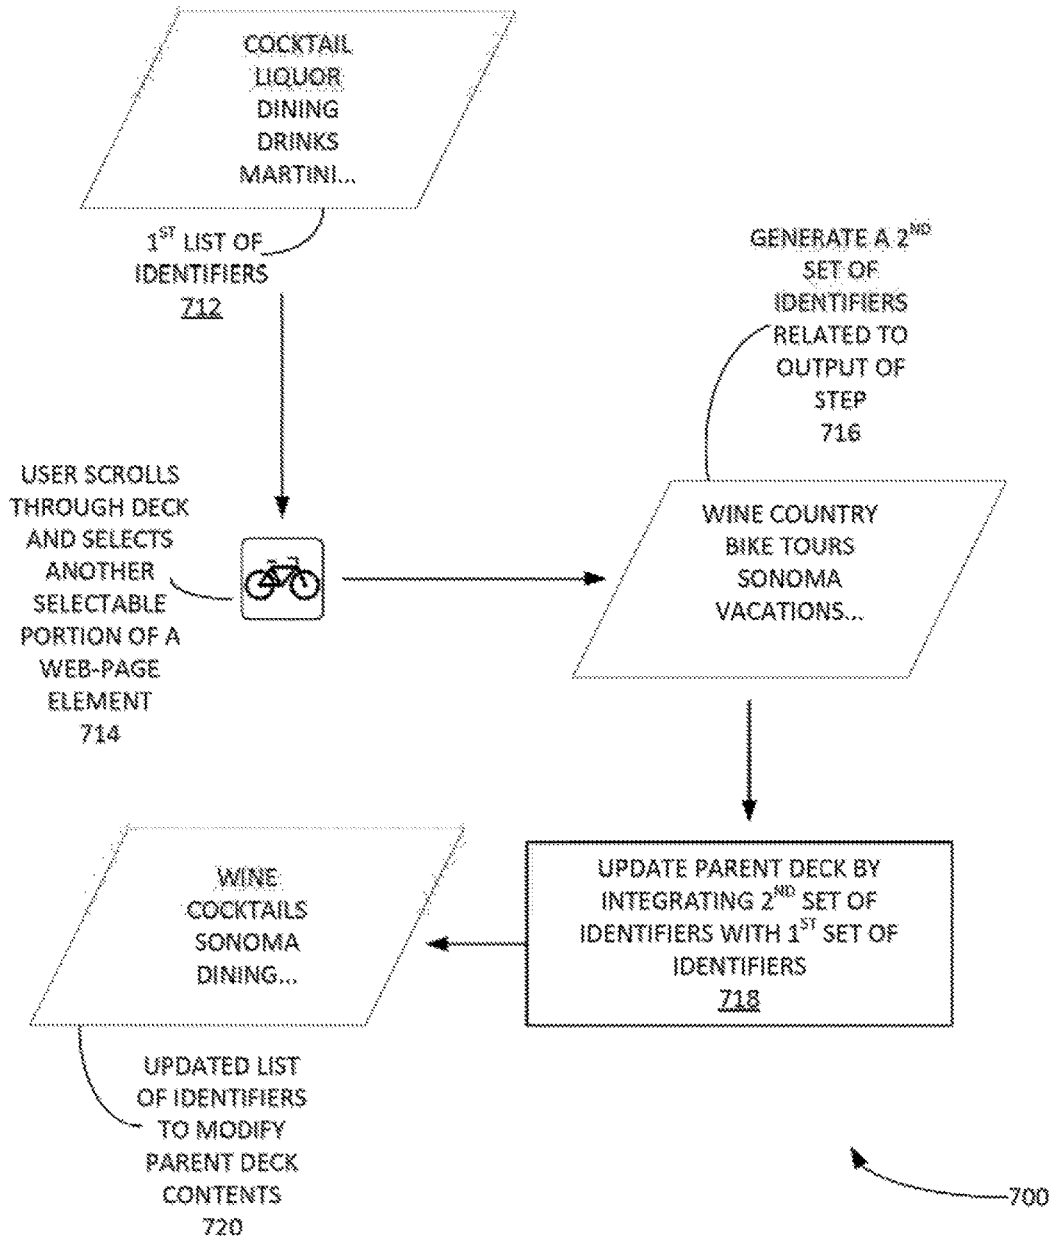 COCKTAIL
LIQUOR
DINING
DRINKS
MARTINI...
1ST LIST OF
IDENTIFIERS
712
GENERATE A 2ND
SET OF
IDENTIFIERS
RELATED TO
OUTPUT OF
STEP
716
USER SCROLLS
THROUGH DECK
AND SELECTS
ANOTHER
SELECTABLE
PORTION OF A
WEB-PAGE
ELEMENT
714
WINE COUNTRY
BIKE TOURS
SONOMA
VACATIONS...
UPDATE PARENT DECK BY
INTEGRATING 2ND SET OF
IDENTIFIERS WITH 1ST SET OF
IDENTIFIERS
718
WINE
COCKTAILS
SONOMA
DINING...
UPDATED LIST
OF IDENTIFIERS
TO MODIFY
PARENT DECK
CONTENTS
720
700